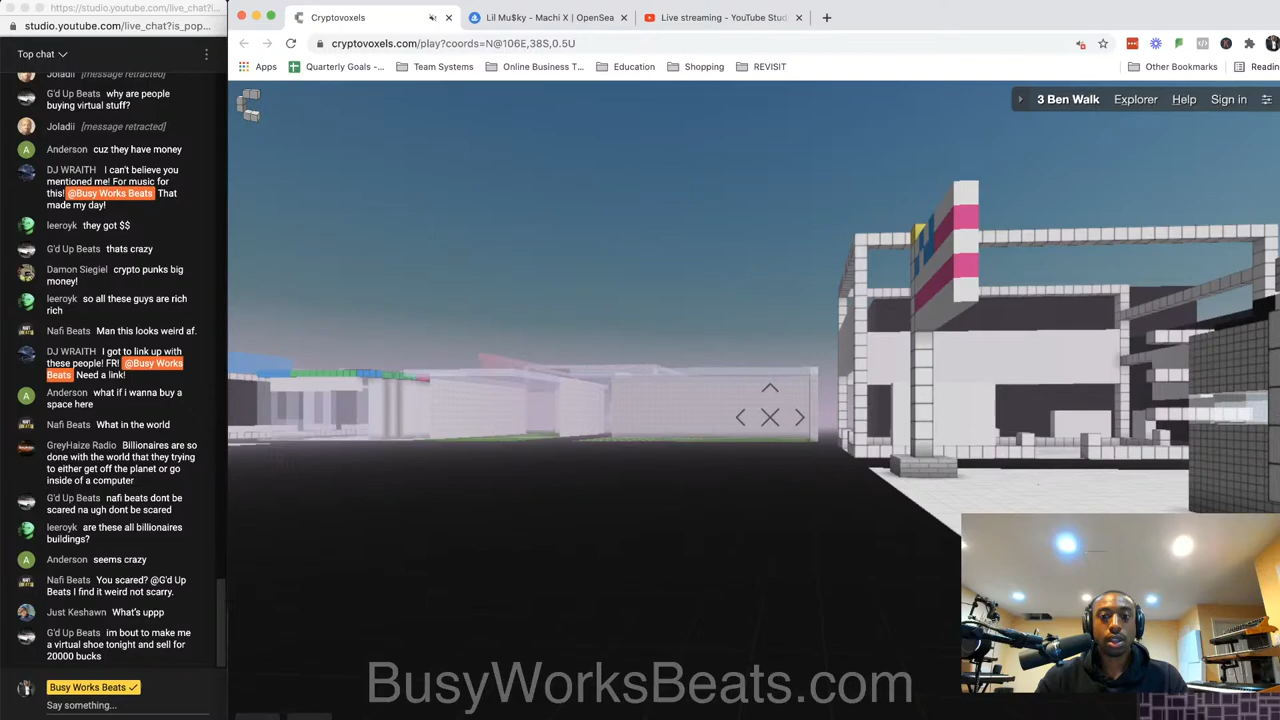 https://studio.youtube.com/live_chat?i...
studio.youtube.com/live_chat?is_pop...
Top chat
Joladii [message retracted]
G'd Up Beats why are people
buying virtual stuff?
Joladii [message retracted]
Anderson cuz they have money
DJ WRAITH I can't believe you
mentioned me! For music for
this! @Busy Works Beats That
made my day!
leeroyk they got $$
G'd Up Beats thats crazy
Damon Siegiel crypto punks big
money!
leeroyk so all these guys are rich
rich
Nafi Beats Man this looks weird af.
DJ WRAITH I got to link up with
these people! FR! @Busy Works
Beats Need a link!
Anderson what if i wanna buy a
space here
Nafi Beats What in the world
GreyHaize Radio Billionaires are so
done with the world that they trying
to either get off the planet or go
inside of a computer
G'd Up Beats nafi beats dont be
scared na ugh dont be scared
leeroyk are these all billionaires
buildings?
Anderson seems crazy
Nafi Beats You scared? @G'd Up
Beats I find it weird not scarry.
Just Keshawn What's uppp
G'd Up Beats im bout to make me
a virtual shoe tonight and sell for
20000 bucks
Busy Works Beats
Say something...
Cryptovoxels
Lil Mu$ky - Machi X | OpenSea
Live streaming - YouTube Stud
cryptovoxels.com/play?coords=N@106E,38S,0.5U
Apps
Quarterly Goals -...
Team Systems
Online Business T...
Education
Shopping
REVISIT
Other Bookmarks
Readin
3 Ben Walk
Explorer
Help
Sign in
BusyWorksBeats.com